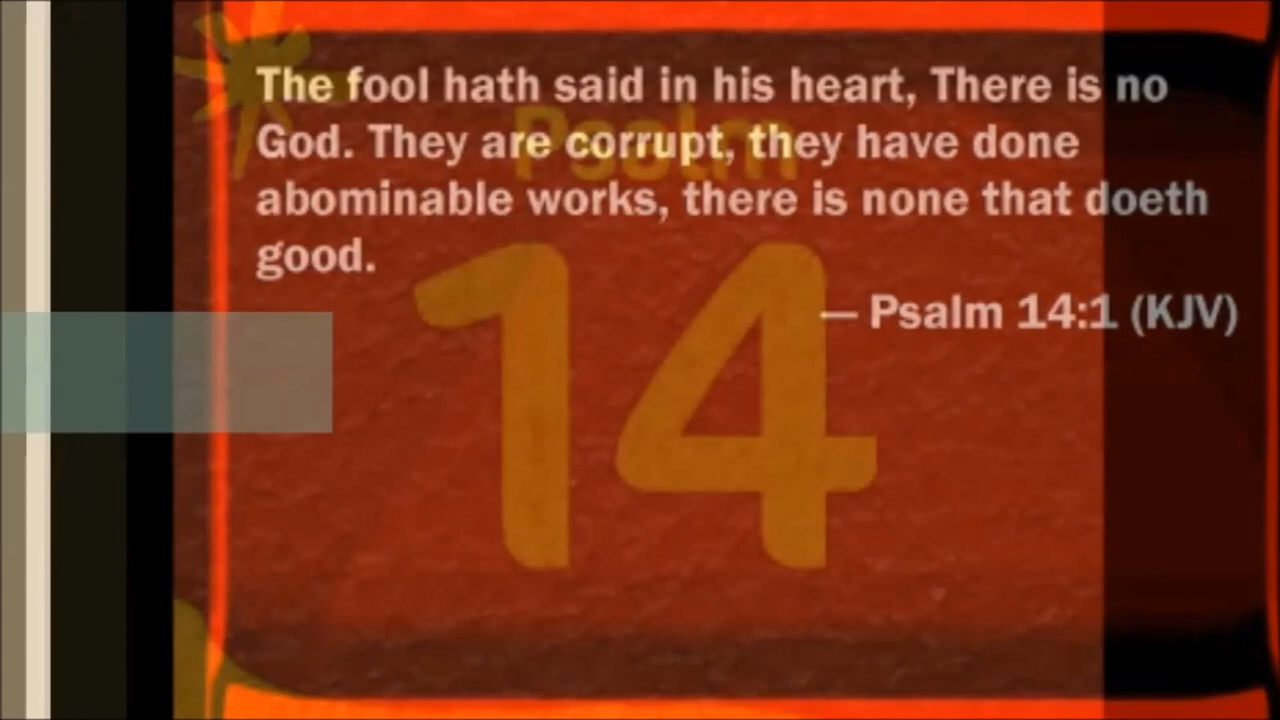 The fool hath said in his heart, There is no
God. They are corrupt, they have done
abominable works, there is none that doeth
good.
— Psalm 14:1 (KJV)
Psalm
14